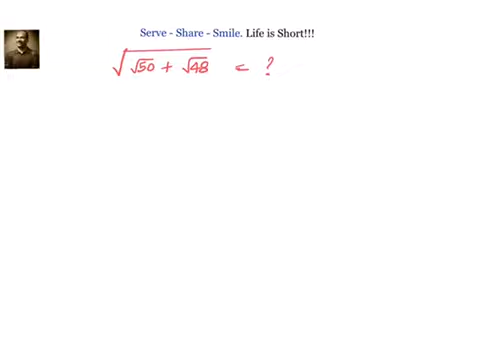 Serve - Share - Smile. Life is Short!!!
√(√50 + √48) = ?